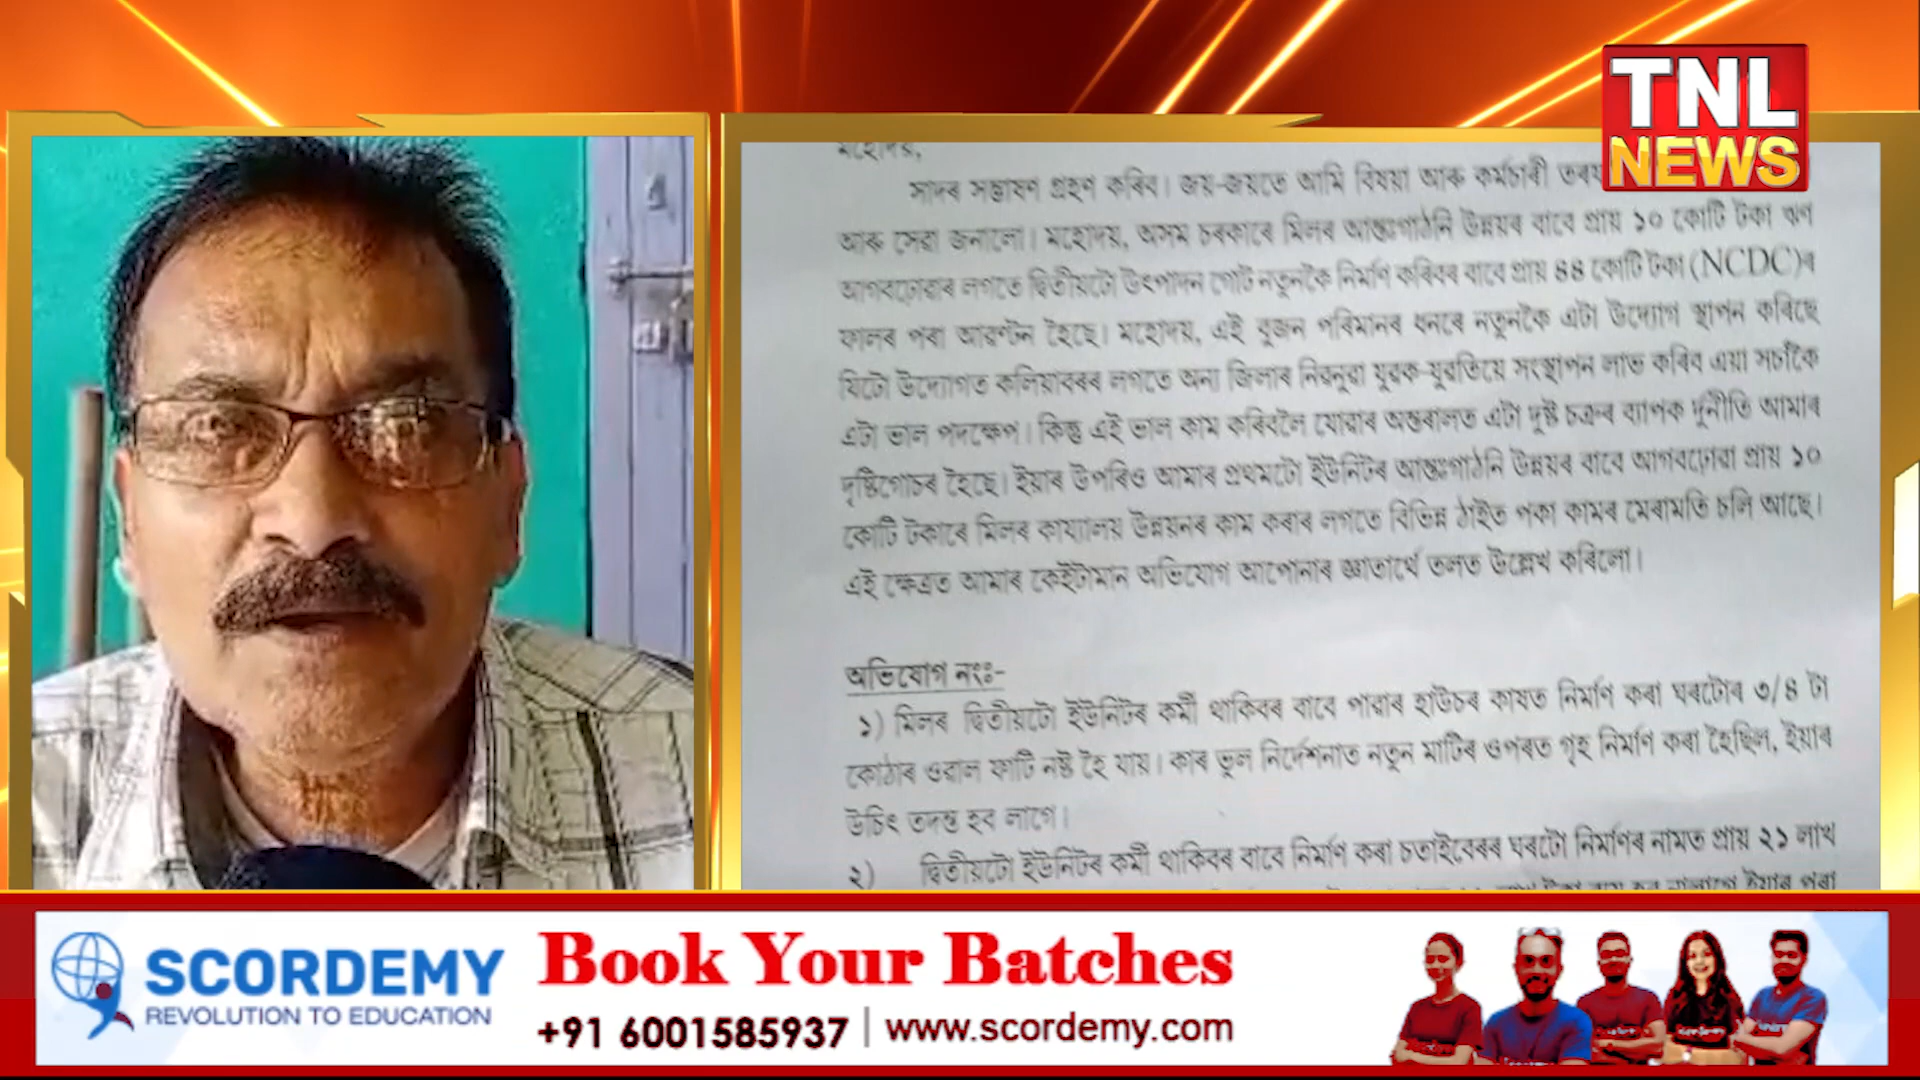 TNL
NEWS
মহোদয়,
সাদৰ সম্ভাষণ গ্ৰহণ কৰিব। জয়-জয়তে আমি বিষয়া আৰু কৰ্মচাৰী
আৰু সেৱা জনালো। মহোদয়, অসম চৰকাৰে মিলৰ আন্তঃগাঠনি উন্নয়ৰ বাবে প্ৰায় ১০ কোটি টকা ঋণ
আগবঢ়োৱাৰ লগতে দ্বিতীয়টো উৎপাদন গোট নতুনকৈ নিৰ্মাণ কৰিবৰ বাবে প্ৰায় ৪৪ কোটি টকা (NCDC)ৰ
ফালৰ পৰা আৱণ্টন হৈছে। মহোদয়, এই বৃজন পৰিমানৰ ধনৰে নতুনকৈ এটা উদ্যোগ স্থাপন কৰিছে
যিটো উদ্যোগত কলিয়াবৰৰ লগতে অন্য জিলাৰ নিৱনুৱা যুৱক-যুৱতিয়ে সংস্থাপন লাভ কৰিব এয়া সচাঁকৈ
এটা ভাল পদক্ষেপ। কিন্তু এই ভাল কাম কৰিবলৈ যোৱাৰ অন্তৰালত এটা দুষ্ট চক্ৰৰ ব্যাপক দুৰ্নীতি আমাৰ
দৃষ্টিগোচৰ হৈছে। ইয়াৰ উপৰিও আমাৰ প্ৰথমটো ইউনিটৰ আন্তঃগাঠনি উন্নয়ৰ বাবে আগবঢ়োৱা প্ৰায় ১০
কোটি টকাৰে মিলৰ কায্যালয় উন্নয়নৰ কাম কৰাৰ লগতে বিভিন্ন ঠাইত পকা কামৰ মেৰামতি চলি আছে।
এই ক্ষেত্ৰত আমাৰ কেইটামান অভিযোগ আপোনাৰ জ্ঞাতাৰ্থে তলত উল্লেখ কৰিলো।
অভিযোগ নংঃ-
১) মিলৰ দ্বিতীয়টো ইউনিটৰ কৰ্মী থাকিবৰ বাবে পাৱাৰ হাউচৰ কাষত নিৰ্মাণ কৰা ঘৰটোৰ ৩/৪ টা
কোঠাৰ ওৱাল ফাটি নষ্ট হৈ যায়। কাৰ ভুল নিৰ্দেশনাত নতুন মাটিৰ ওপৰত গৃহ নিৰ্মাণ কৰা হৈছিল, ইয়াৰ
উচিৎ তদন্ত হব লাগে।
২) দ্বিতীয়টো ইউনিটৰ কৰ্মী থাকিবৰ বাবে নিৰ্মাণ কৰা চতাইবেৰৰ ঘৰটো নিৰ্মাণৰ নামত প্ৰায় ২১ লাখ
SCORDEMY
REVOLUTION TO EDUCATION
Book Your Batches
+91 6001585937 | www.scordemy.com